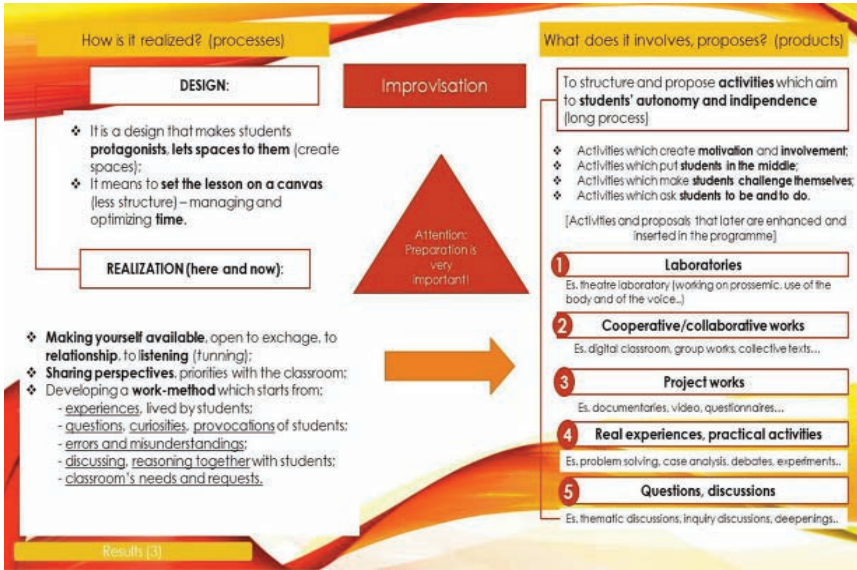 How is it realized? (processes)
DESIGN:
❖ It is a design that makes students
protagonists, lets spaces to them (create
spaces);
❖ It means to set the lesson on a canvas
(less structure) – managing and
optimizing time.
REALIZATION (here and now):
❖ Making yourself available, open to exchage, to
relationship, to listening (tunning);
❖ Sharing perspectives, priorities with the classroom;
❖ Developing a work-method which starts from:
- experiences, lived by students;
- questions, curiosities, provocations of students;
- errors and misunderstandings;
- discussing, reasoning together with students;
- classroom's needs and requests.
Results (3)
Improvisation
Attention:
Preparation is
very
important!
What does it involves, proposes? (products)
To structure and propose activities which aim
to students' autonomy and indipendence
(long process)
❖ Activities which create motivation and involvement;
❖ Activities which put students in the middle;
❖ Activities which make students challenge themselves;
❖ Activities which ask students to be and to do.
[Activities and proposals that later are enhanced and
inserted in the programme]
1 Laboratories
Es. theatre laboratory (working on prossemic, use of the
body and of the voice..)
2 Cooperative/collaborative works
Es. digital classroom, group works, collective texts...
3 Project works
Es. documentaries, video, questionnaires...
4 Real experiences, practical activities
Es. problem solving, case analysis, debates, experiments..
5 Questions, discussions
Es. thematic discussions, inquiry discussions, deepenings..